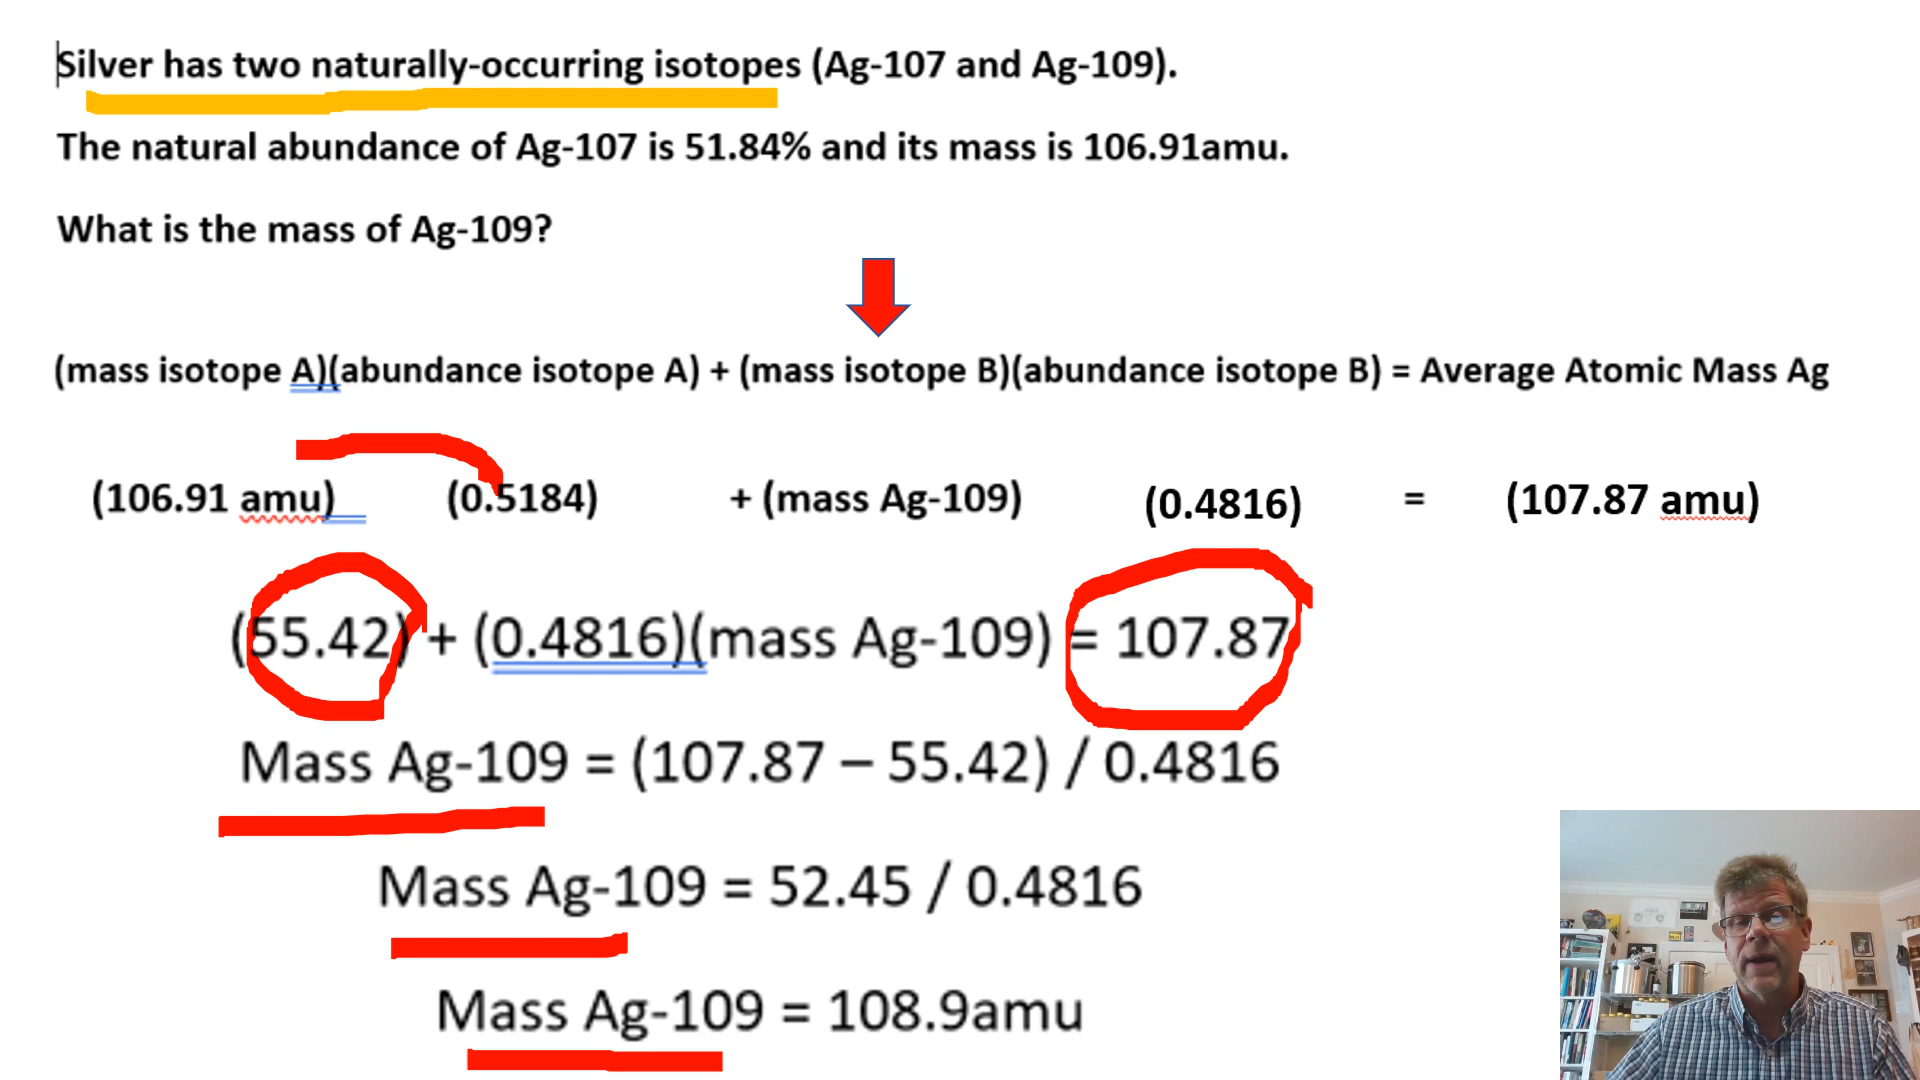 Silver has two naturally-occurring isotopes (Ag-107 and Ag-109).
The natural abundance of Ag-107 is 51.84% and its mass is 106.91amu.
What is the mass of Ag-109?
(mass isotope A)(abundance isotope A) + (mass isotope B)(abundance isotope B) = Average Atomic Mass Ag
(106.91 amu) (0.5184) + (mass Ag-109) (0.4816) = (107.87 amu)
(55.42) + (0.4816)(mass Ag-109) = 107.87
Mass Ag-109 = (107.87 – 55.42) / 0.4816
Mass Ag-109 = 52.45 / 0.4816
Mass Ag-109 = 108.9amu